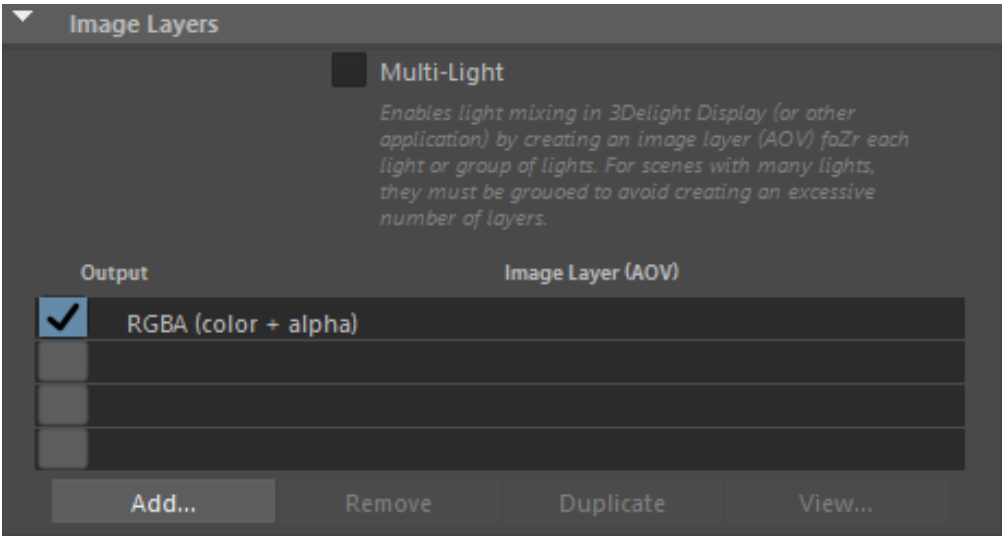 Image Layers
Multi-Light
Enables light mixing in 3Delight Display (or other
application) by creating an image layer (AOV) foZr each
light or group of lights. For scenes with many lights,
they must be grouoed to avoid creating an excessive
number of layers.
Output Image Layer (AOV)
RGBA (color + alpha)
Add... Remove Duplicate View...